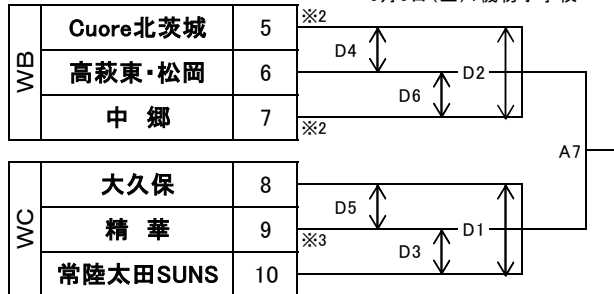 ※2
WB
Cuore北茨城 5
高萩東・松岡 6
中 郷 7
※2
D4
D6
D2
A7
WC
大久保 8
精 華 9
※3
常陸太田SUNS 10
D5
D3
D1